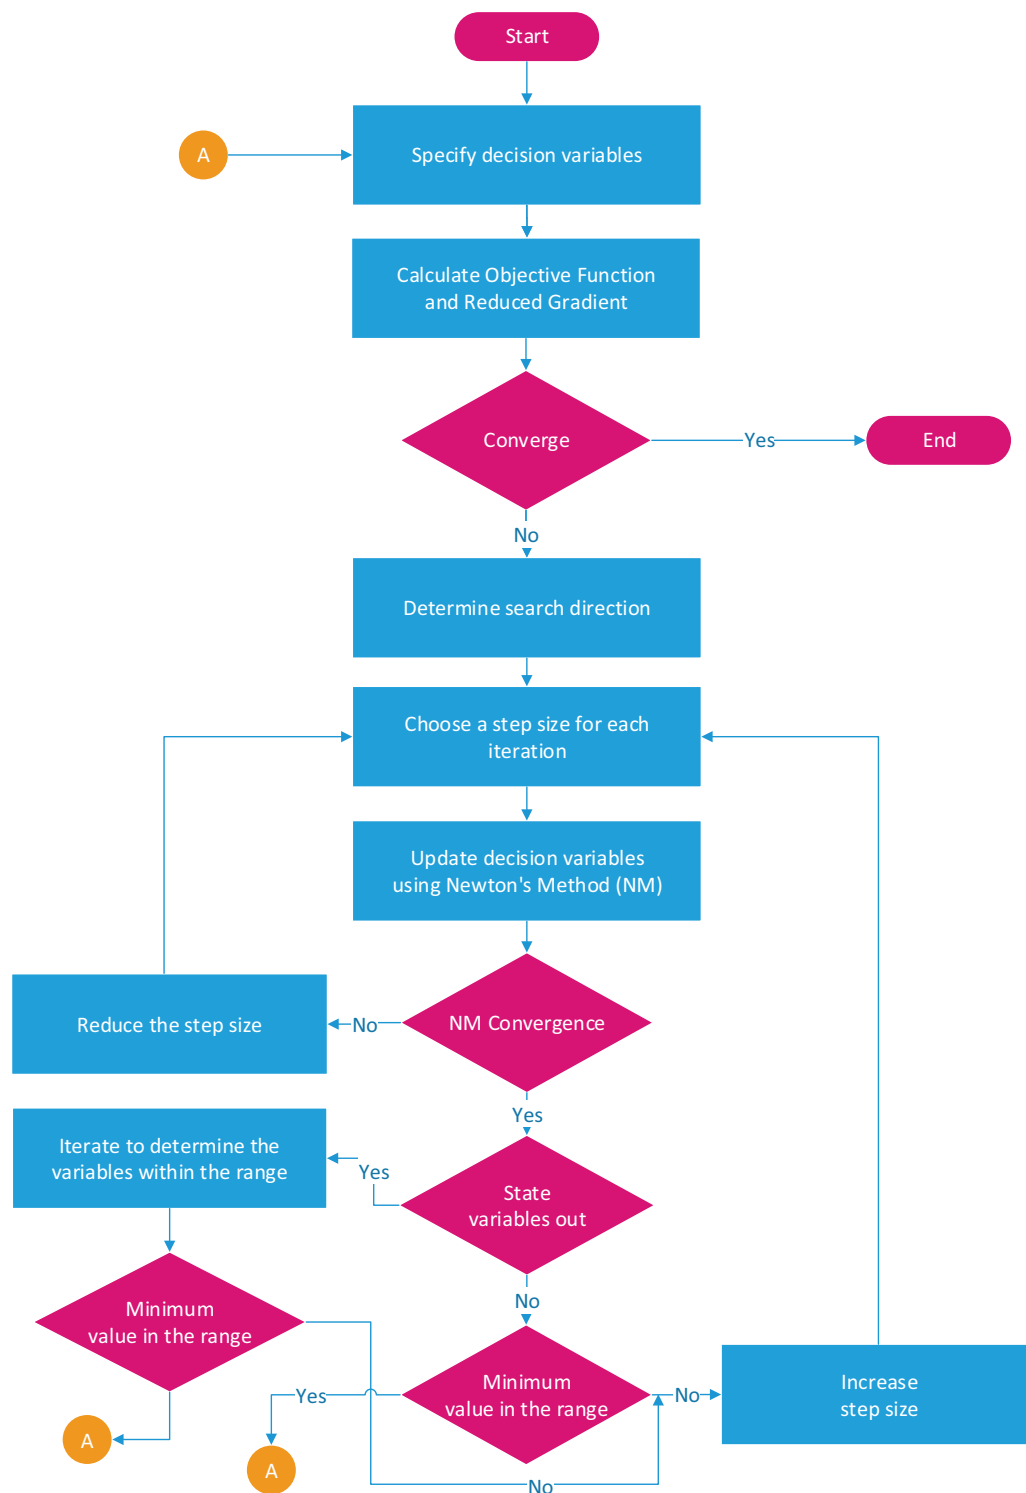 Start
A
Specify decision variables
Calculate Objective Function
and Reduced Gradient
Converge
Yes
End
No
Determine search direction
Choose a step size for each
iteration
Update decision variables
using Newton's Method (NM)
Reduce the step size
No
NM Convergence
Yes
Iterate to determine the
variables within the range
Yes
State
variables out
No
Minimum
value in the range
Minimum
value in the range
Yes
No
Increase
step size
A
A
No